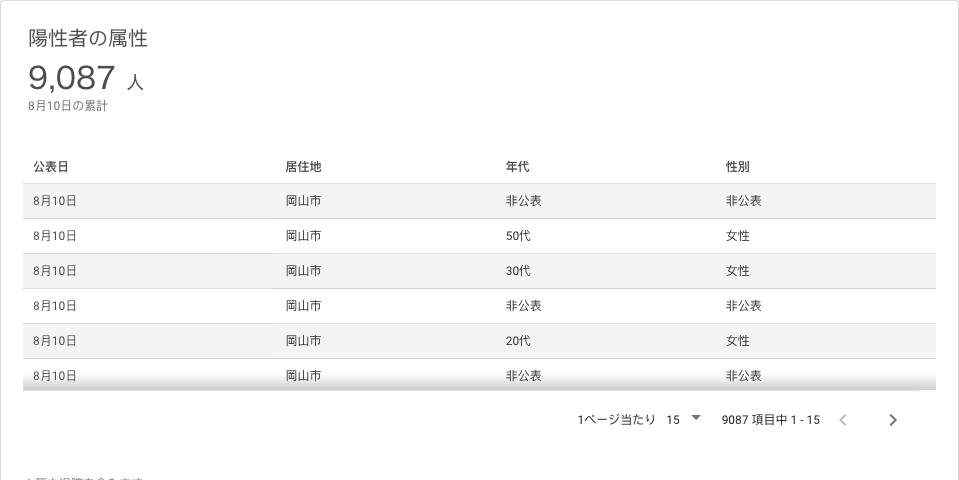 陽性者の属性
9,087 人
8月10日の累計
公表日 居住地 年代 性別
8月10日 岡山市 非公表 非公表
8月10日 岡山市 50代 女性
8月10日 岡山市 30代 女性
8月10日 岡山市 非公表 非公表
8月10日 岡山市 20代 女性
8月10日 岡山市 非公表 非公表
1ページ当たり 15 9087 項目中 1 - 15